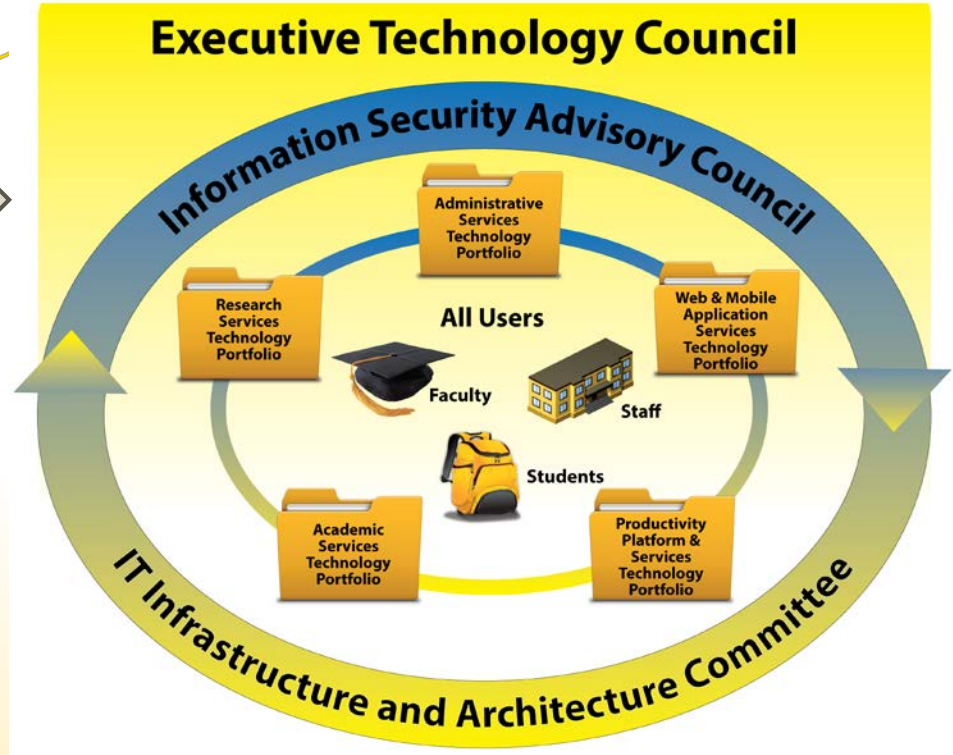 Executive Technology Council
Information Security Advisory Council
Administrative
Services
Technology
Portfolio
Research
Services
Technology
Portfolio
Web & Mobile
Application
Services
Technology
Portfolio
All Users
Faculty
Staff
Students
Academic
Services
Technology
Portfolio
Productivity
Platform &
Services
Technology
Portfolio
IT Infrastructure and Architecture Committee